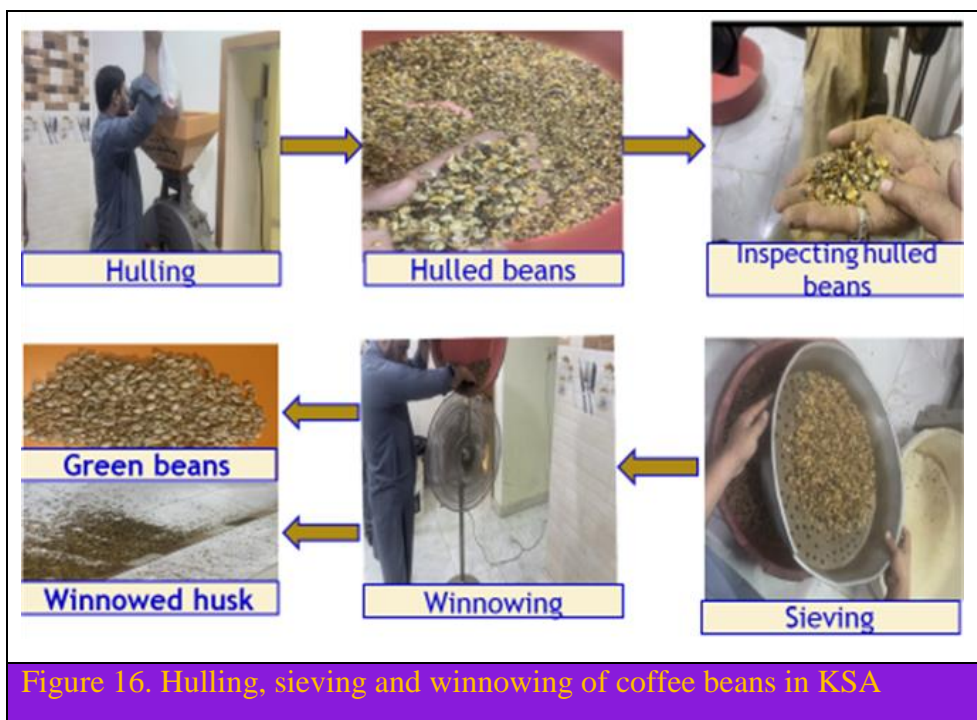 Hulling
Hulled beans
Inspecting hulled
beans
Green beans
Winnowed husk
Winnowing
Sieving
Figure 16. Hulling, sieving and winnowing of coffee beans in KSA